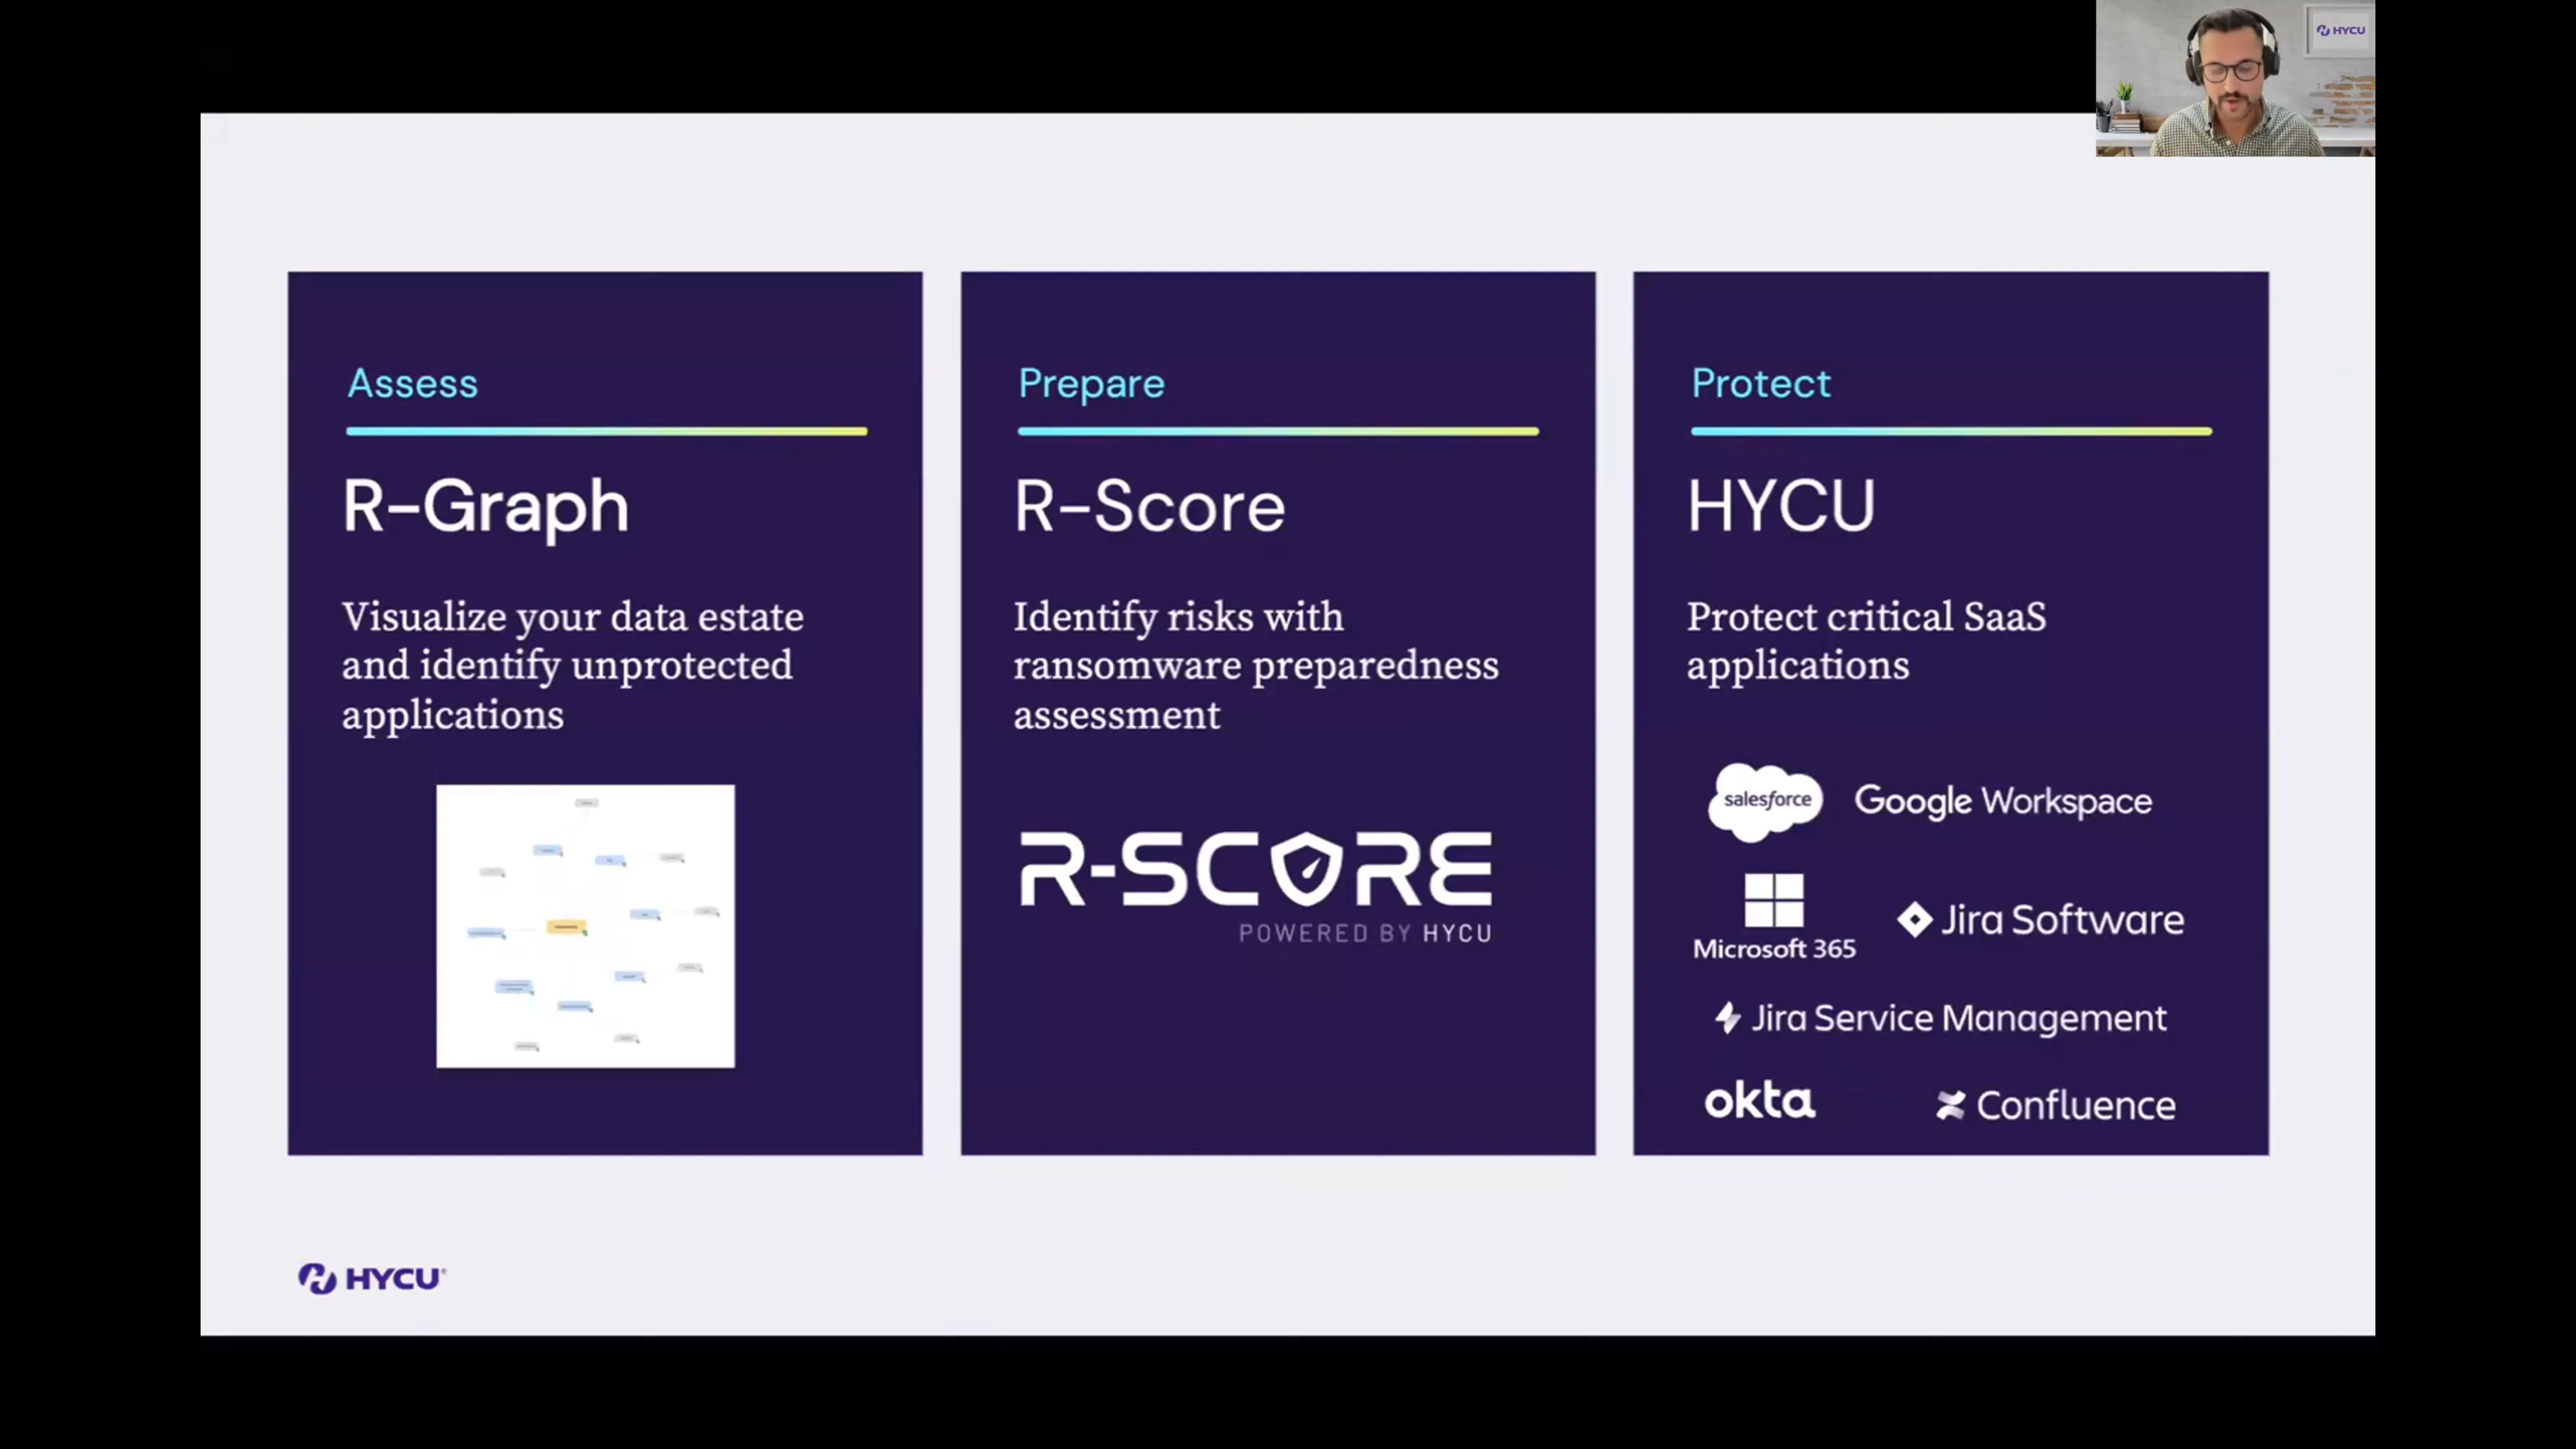 HYCU
Assess
R-Graph
Visualize your data estate
and identify unprotected
applications
Prepare
R-Score
Identify risks with
ransomware preparedness
assessment
R-SCORE
POWERED BY HYCU
Protect
HYCU
Protect critical SaaS
applications
salesforce
Google Workspace
Microsoft 365
Jira Software
Jira Service Management
okta
Confluence
HYCU